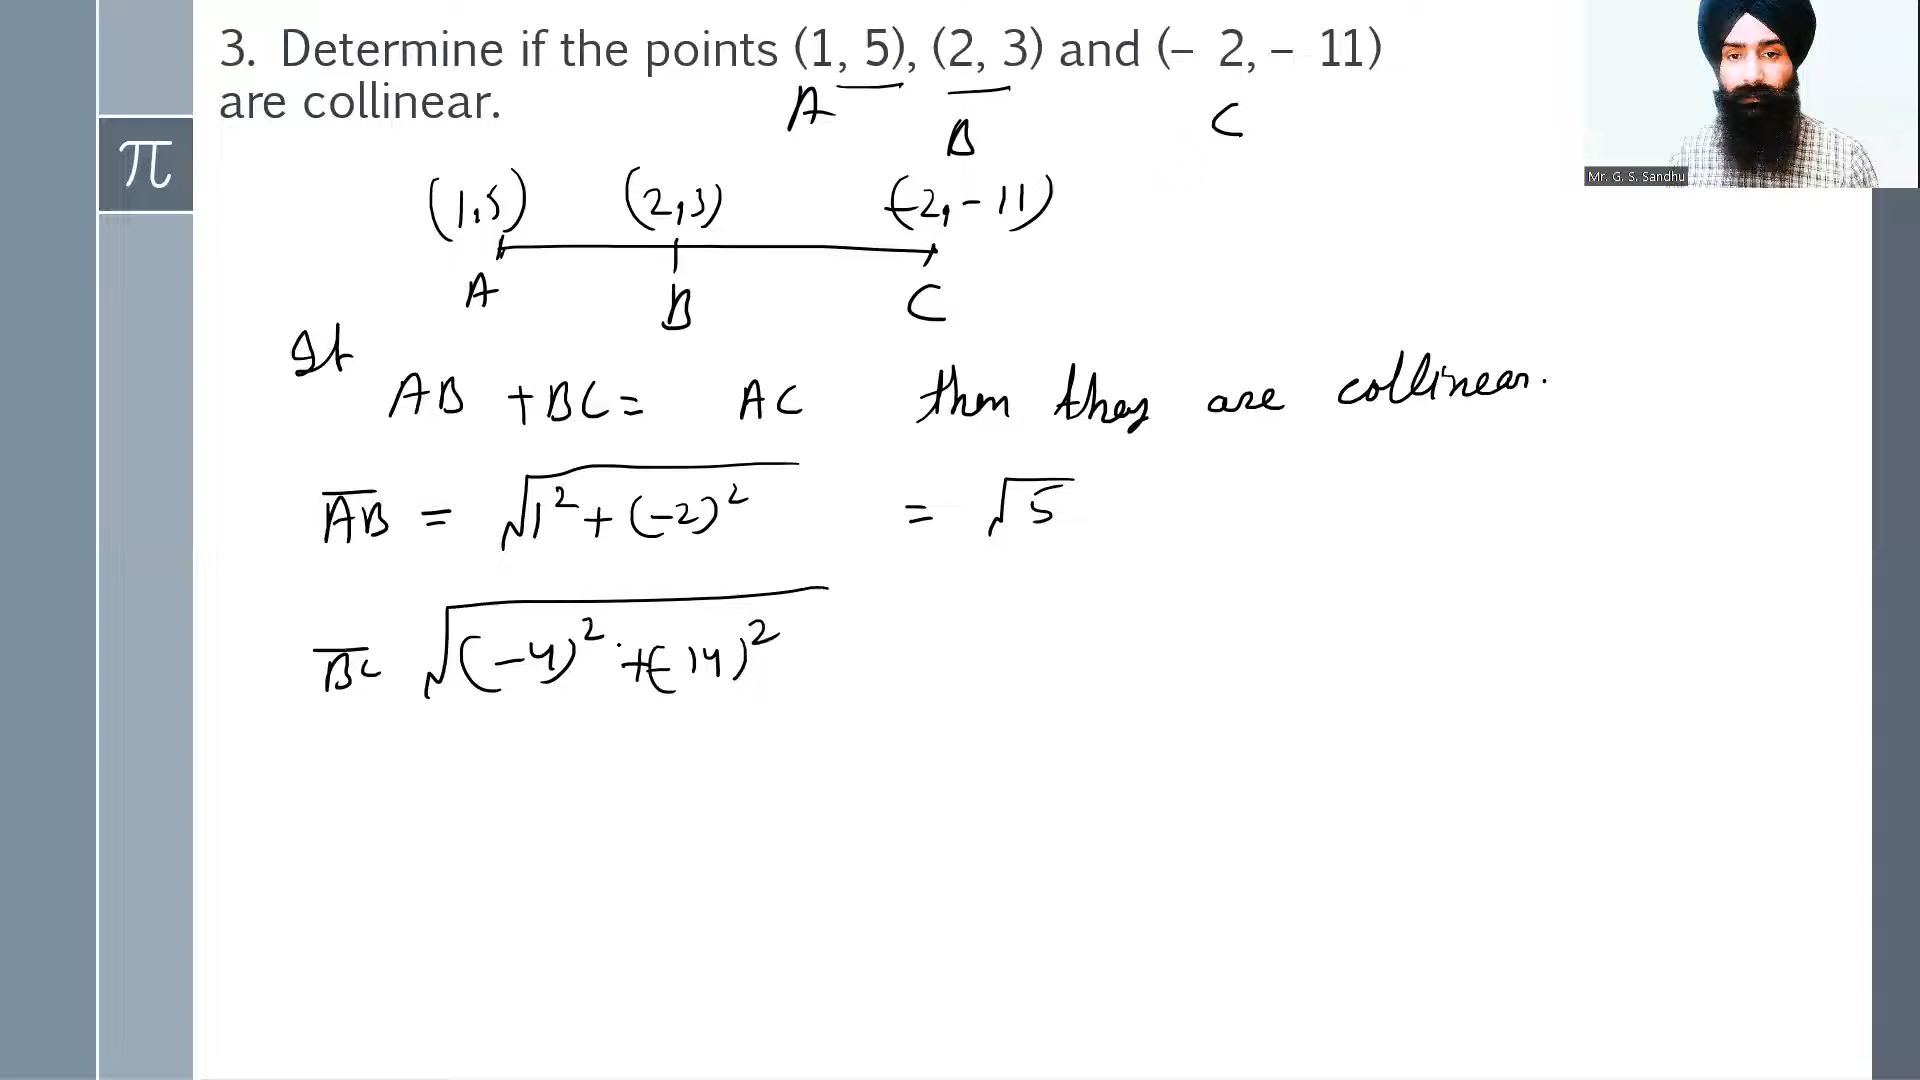 3. Determine if the points (1, 5), (2, 3) and (– 2, – 11)
are collinear.
A B C
Mr. G. S. Sandhu
π
(1,5) (2,3) (-2,-11)
A B C
If
AB + BC = AC then they are collinear.
AB = √1² + (-2)² = √5
BC √(-4)² + (-14)²